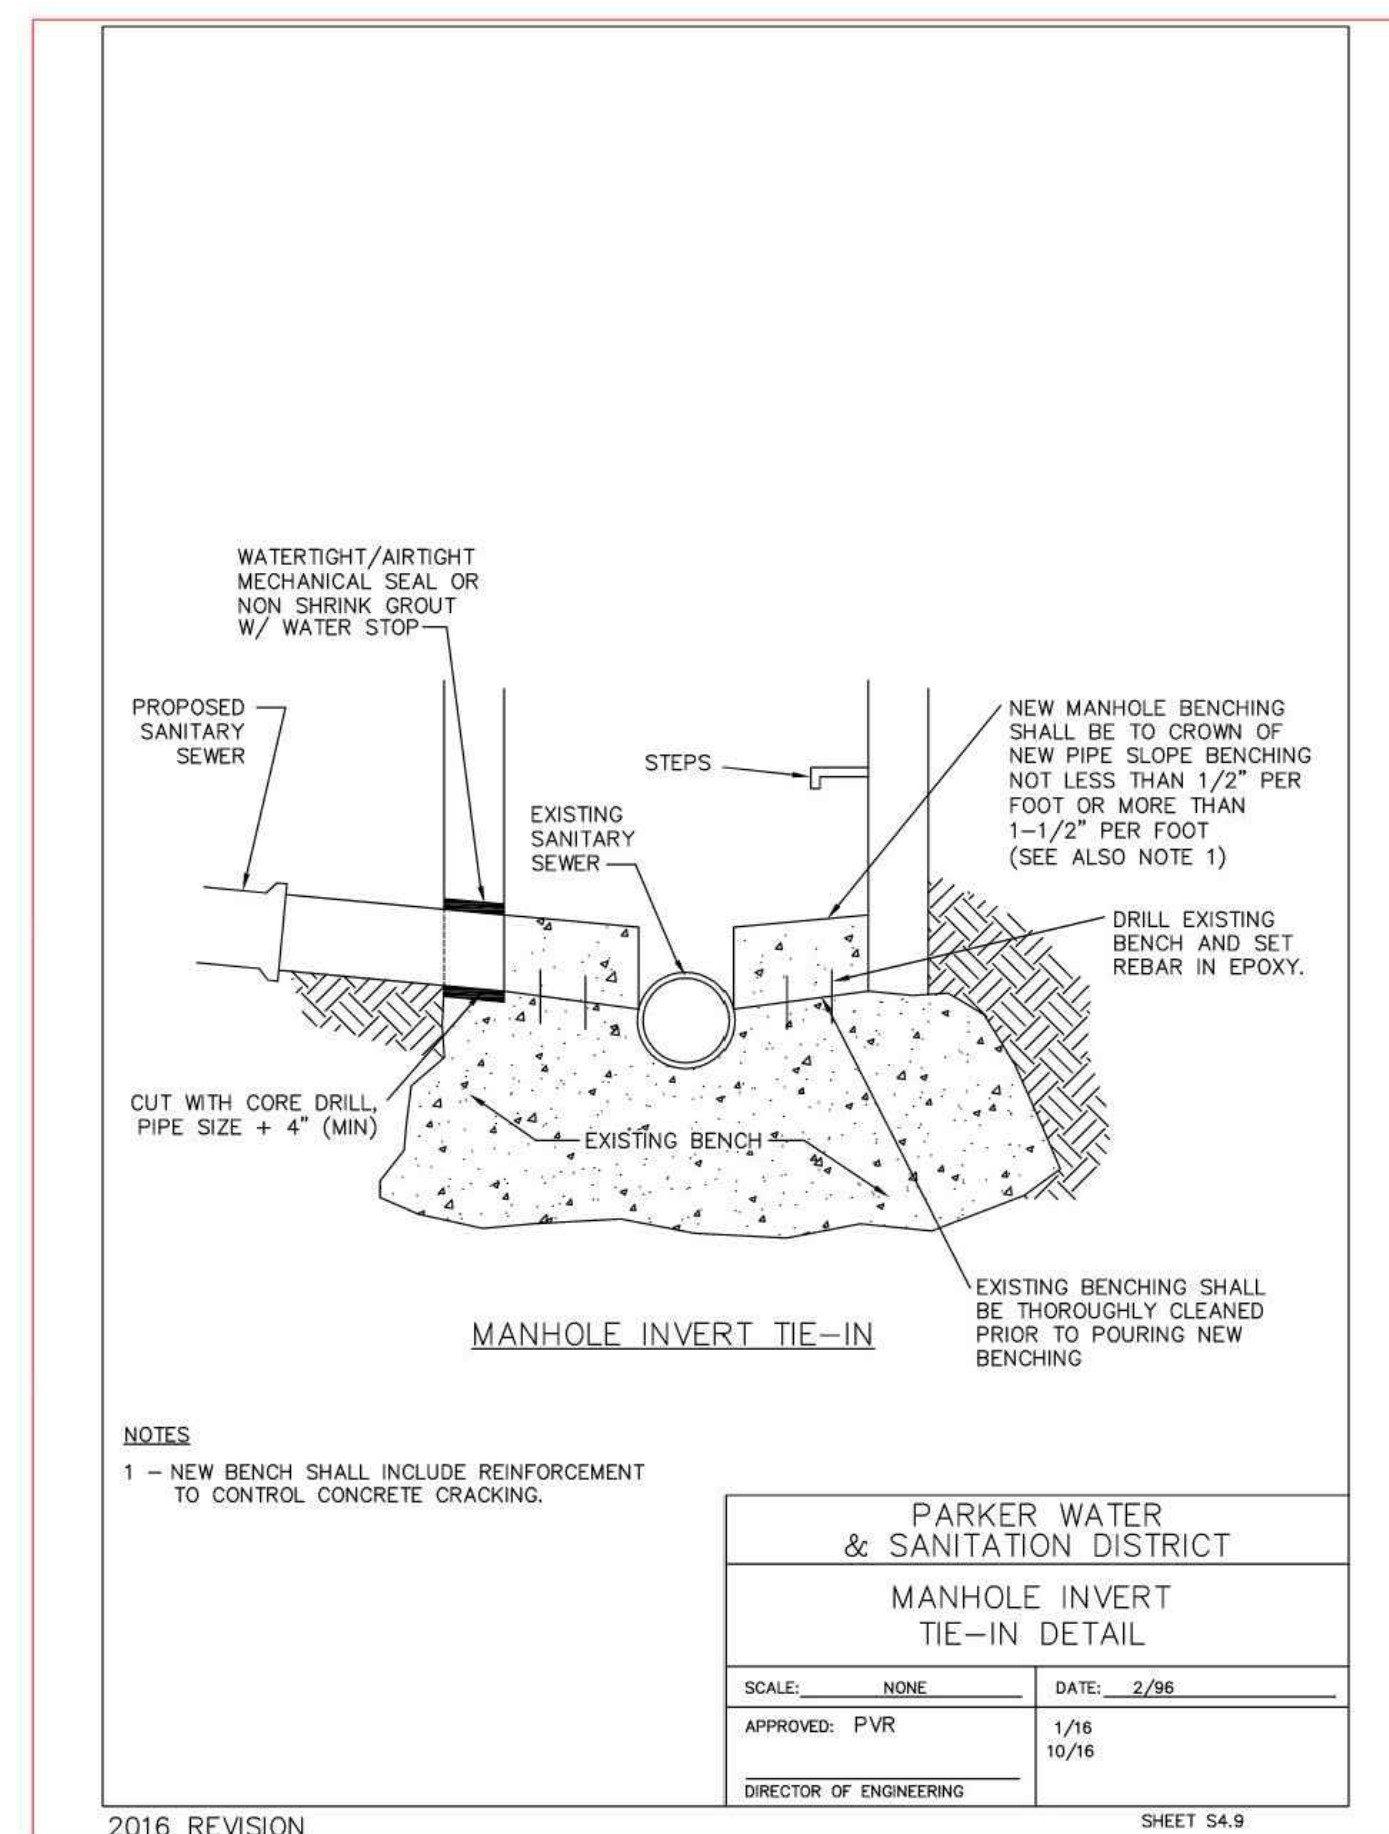 WATERTIGHT/AIRTIGHT
MECHANICAL SEAL OR
NON SHRINK GROUT
W/ WATER STOP
PROPOSED
SANITARY
SEWER
STEPS
EXISTING
SANITARY
SEWER
NEW MANHOLE BENCHING
SHALL BE TO CROWN OF
NEW PIPE SLOPE BENCHING
NOT LESS THAN 1/2" PER
FOOT OR MORE THAN
1-1/2" PER FOOT
(SEE ALSO NOTE 1)
DRILL EXISTING
BENCH AND SET
REBAR IN EPOXY.
CUT WITH CORE DRILL,
PIPE SIZE + 4" (MIN)
EXISTING BENCH
EXISTING BENCHING SHALL
BE THOROUGHLY CLEANED
PRIOR TO POURING NEW
BENCHING
MANHOLE INVERT TIE-IN
NOTES
1 - NEW BENCH SHALL INCLUDE REINFORCEMENT
TO CONTROL CONCRETE CRACKING.
PARKER WATER
& SANITATION DISTRICT
MANHOLE INVERT
TIE-IN DETAIL
SCALE: NONE
DATE: 2/96
APPROVED: PVR
1/16
10/16
DIRECTOR OF ENGINEERING
2016 REVISION
SHEET S4.9